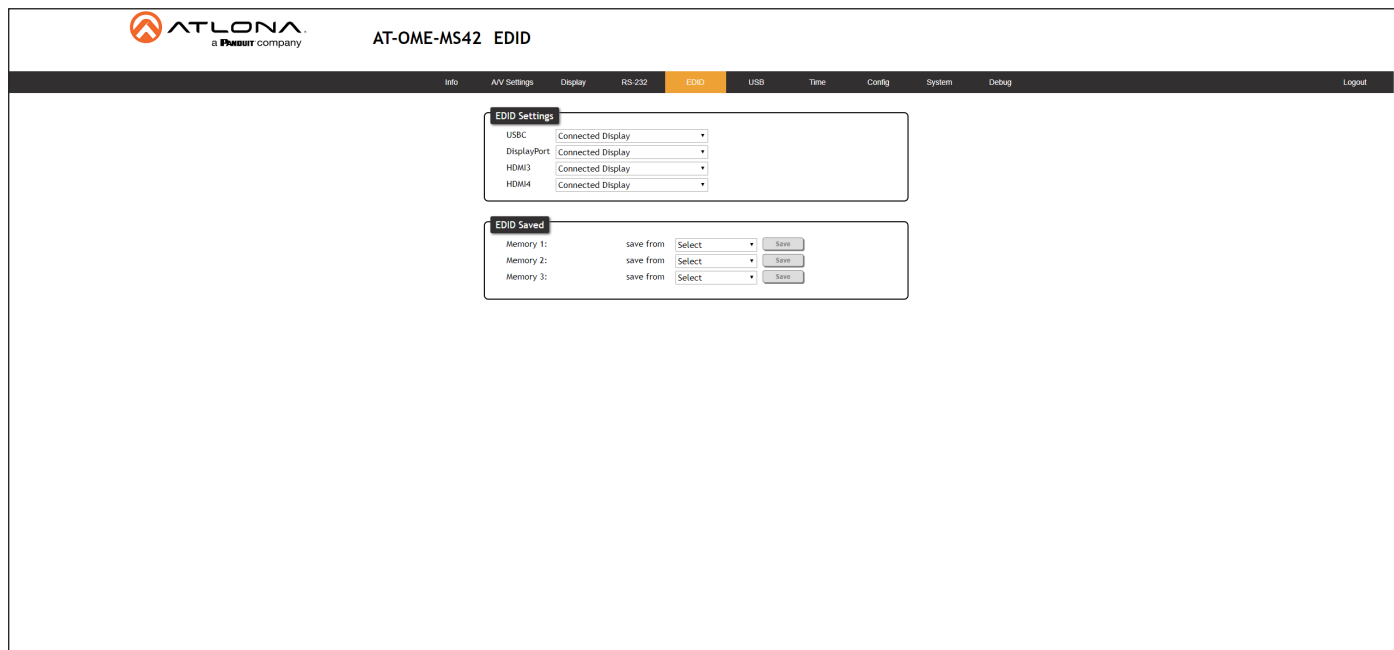 ATLONA.
a PANDUIT company
AT-OME-MS42 EDID
Info A/V Settings Display RS-232 EDID USB Time Config System Debug Logout
EDID Settings
USBC Connected Display
DisplayPort Connected Display
HDMI3 Connected Display
HDMI4 Connected Display
EDID Saved
Memory 1: save from Select Save
Memory 2: save from Select Save
Memory 3: save from Select Save